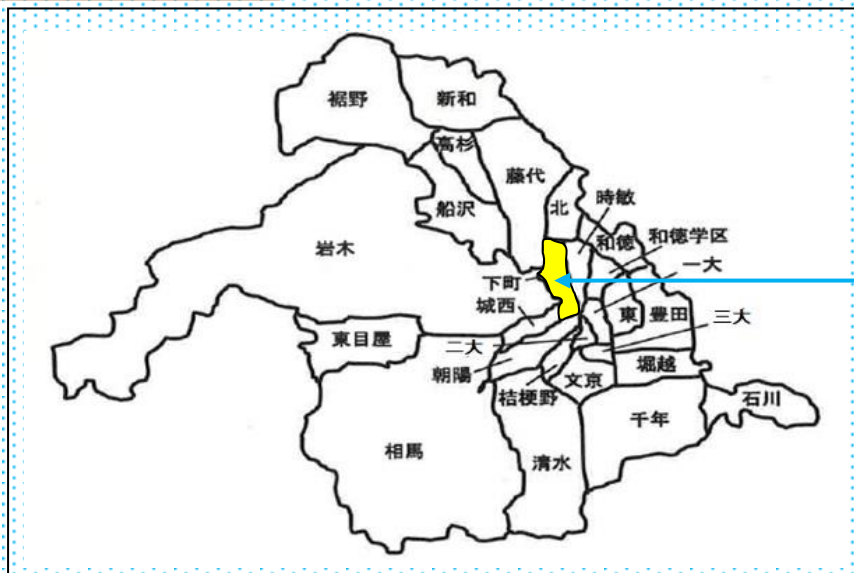 裾野
新和
高杉
藤代
船沢
北
時敏
岩木
和徳
和徳学区
下町
一大
城西
東
豊田
三大
東目屋
二大
朝陽
堀越
文京
桔梗野
石川
千年
相馬
清水